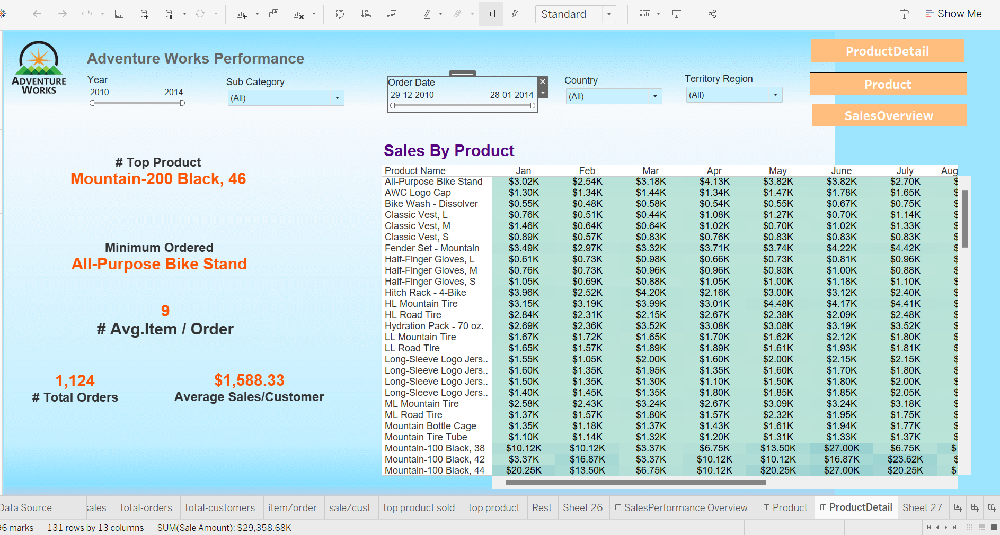 Standard
Show Me
ADVENTURE
WORKS
Adventure Works Performance
Year
2010 2014
Sub Category
(All)
Order Date
29-12-2010 28-01-2014
Country
(All)
Territory Region
(All)
ProductDetail
Product
SalesOverview
# Top Product
Mountain-200 Black, 46
Minimum Ordered
All-Purpose Bike Stand
9
# Avg.Item / Order
1,124
# Total Orders
$1,588.33
Average Sales/Customer
Sales By Product
Product Name Jan Feb Mar Apr May June July Aug
All-Purpose Bike Stand $3.02K $2.54K $3.18K $4.13K $3.82K $3.82K $2.70K $
AWC Logo Cap $1.30K $1.34K $1.44K $1.34K $1.47K $1.78K $1.65K $
Bike Wash - Dissolver $0.55K $0.48K $0.58K $0.54K $0.55K $0.67K $0.75K $
Classic Vest, L $0.76K $0.51K $0.44K $1.08K $1.27K $0.70K $1.14K $
Classic Vest, M $1.46K $0.64K $0.64K $1.02K $0.70K $1.02K $1.33K $
Classic Vest, S $0.89K $0.57K $0.83K $0.76K $0.83K $0.83K $0.83K $
Fender Set - Mountain $3.49K $2.97K $3.32K $3.71K $3.74K $4.22K $4.42K $
Half-Finger Gloves, L $0.61K $0.73K $0.98K $0.66K $0.73K $0.81K $0.96K $
Half-Finger Gloves, M $0.76K $0.73K $0.96K $0.96K $0.93K $1.00K $0.88K $
Half-Finger Gloves, S $1.05K $0.69K $0.88K $1.05K $1.00K $1.18K $1.10K $
Hitch Rack - 4-Bike $3.96K $2.52K $4.20K $2.16K $3.00K $3.12K $2.40K $
HL Mountain Tire $3.15K $3.19K $3.99K $3.01K $4.48K $4.17K $4.41K $
HL Road Tire $2.84K $2.31K $2.15K $2.67K $2.38K $2.09K $2.48K $
Hydration Pack - 70 oz. $2.69K $2.36K $3.52K $3.08K $3.08K $3.19K $3.52K $
LL Mountain Tire $1.67K $1.72K $1.65K $1.70K $1.62K $2.12K $1.80K $
LL Road Tire $1.65K $1.57K $1.89K $1.89K $1.61K $1.93K $1.81K $
Long-Sleeve Logo Jers.. $1.55K $1.05K $2.00K $1.60K $2.00K $2.15K $2.15K $
Long-Sleeve Logo Jers.. $1.60K $1.35K $1.95K $1.35K $1.60K $1.70K $1.80K $
Long-Sleeve Logo Jers.. $1.50K $1.35K $1.30K $1.10K $1.50K $1.80K $2.00K $
Long-Sleeve Logo Jers.. $1.40K $1.45K $1.35K $1.80K $1.85K $1.85K $2.05K $
ML Mountain Tire $2.58K $2.43K $3.24K $2.67K $3.09K $3.24K $3.18K $
ML Road Tire $1.37K $1.57K $1.80K $1.57K $2.32K $1.95K $1.75K $
Mountain Bottle Cage $1.35K $1.18K $1.37K $1.43K $1.61K $1.94K $1.77K $
Mountain Tire Tube $1.10K $1.14K $1.32K $1.20K $1.31K $1.33K $1.37K $
Mountain-100 Black, 38 $10.12K $10.12K $3.37K $6.75K $13.50K $27.00K $6.75K $
Mountain-100 Black, 42 $3.37K $16.87K $3.37K $10.12K $10.12K $16.87K $23.62K $
Mountain-100 Black, 44 $20.25K $13.50K $6.75K $10.12K $20.25K $27.00K $20.25K $
Data Source sales total-orders total-customers item/order sale/cust top product sold top product Rest Sheet 26 SalesPerformance Overview Product ProductDetail Sheet 27
96 marks 131 rows by 13 columns SUM(Sale Amount): $29,358.68K